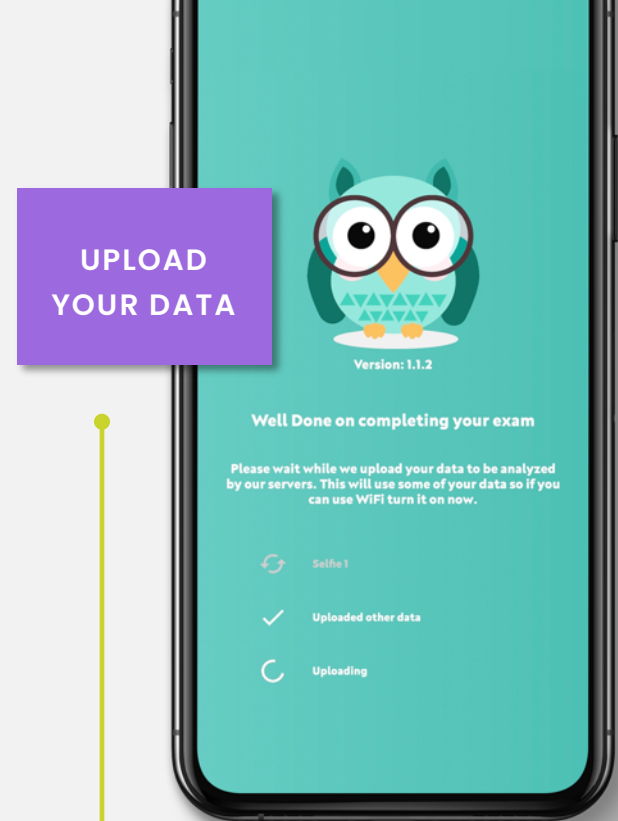 UPLOAD
YOUR DATA
Version: 1.1.2
Well Done on completing your exam
Please wait while we upload your data to be analyzed
by our servers. This will use some of your data so if you
can use WiFi turn it on now.
Selfie 1
Uploaded other data
Uploading